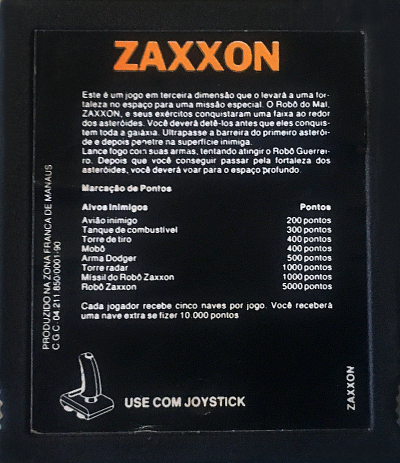 ZAXXON
Este é um jogo em terceira dimensão que o levará a uma for-
taleza no espaço para uma missão especial. O Robô do Mal,
ZAXXON, e seus exércitos conquistaram uma faixa ao redor
dos asteróides. Você deverá detê-los antes que eles conquis-
tem toda a galáxia. Ultrapasse a barreira do primeiro asterói-
de e depois penetre na superfície inimiga.
Lance fogo com suas armas, tentando atingir o Robô Guerrei-
ro. Depois que você conseguir passar pela fortaleza dos
asteróides, você deverá voar para o espaço profundo.
Marcação de Pontos
Alvos Inimigos Pontos
Avião inimigo 200 pontos
Tanque de combustível 300 pontos
Torre de tiro 400 pontos
Mobô 400 pontos
Arma Dodger 500 pontos
Torre radar 1000 pontos
Míssil do Robô Zaxxon 1000 pontos
Robô Zaxxon 5000 pontos
Cada jogador recebe cinco naves por jogo. Você receberá
uma nave extra se fizer 10.000 pontos
USE COM JOYSTICK
PRODUZIDO NA ZONA FRANCA DE MANAUS
C.G.C. 04.211.850/0001-90
ZAXXON